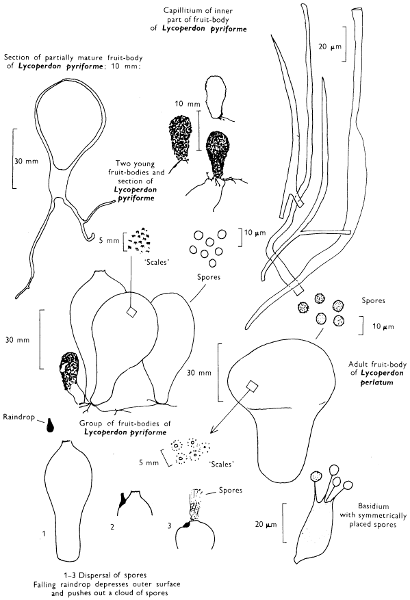 Capillitium of inner
part of fruit-body
of Lycoperdon pyriforme
Section of partially mature fruit-body
of Lycoperdon pyriforme: 10 mm:
20 µm
10 mm
30 mm
Two young
fruit-bodies and
section of
Lycoperdon
pyriforme
5 mm
'Scales'
10 µm
Spores
Spores
10 µm
30 mm
30 mm
Adult fruit-body
of Lycoperdon
perlatum
Raindrop
Group of fruit-bodies of
Lycoperdon pyriforme
5 mm
'Scales'
Spores
1
2
3
20 µm
Basidium
with symmetrically
placed spores
1–3 Dispersal of spores
Falling raindrop depresses outer surface
and pushes out a cloud of spores